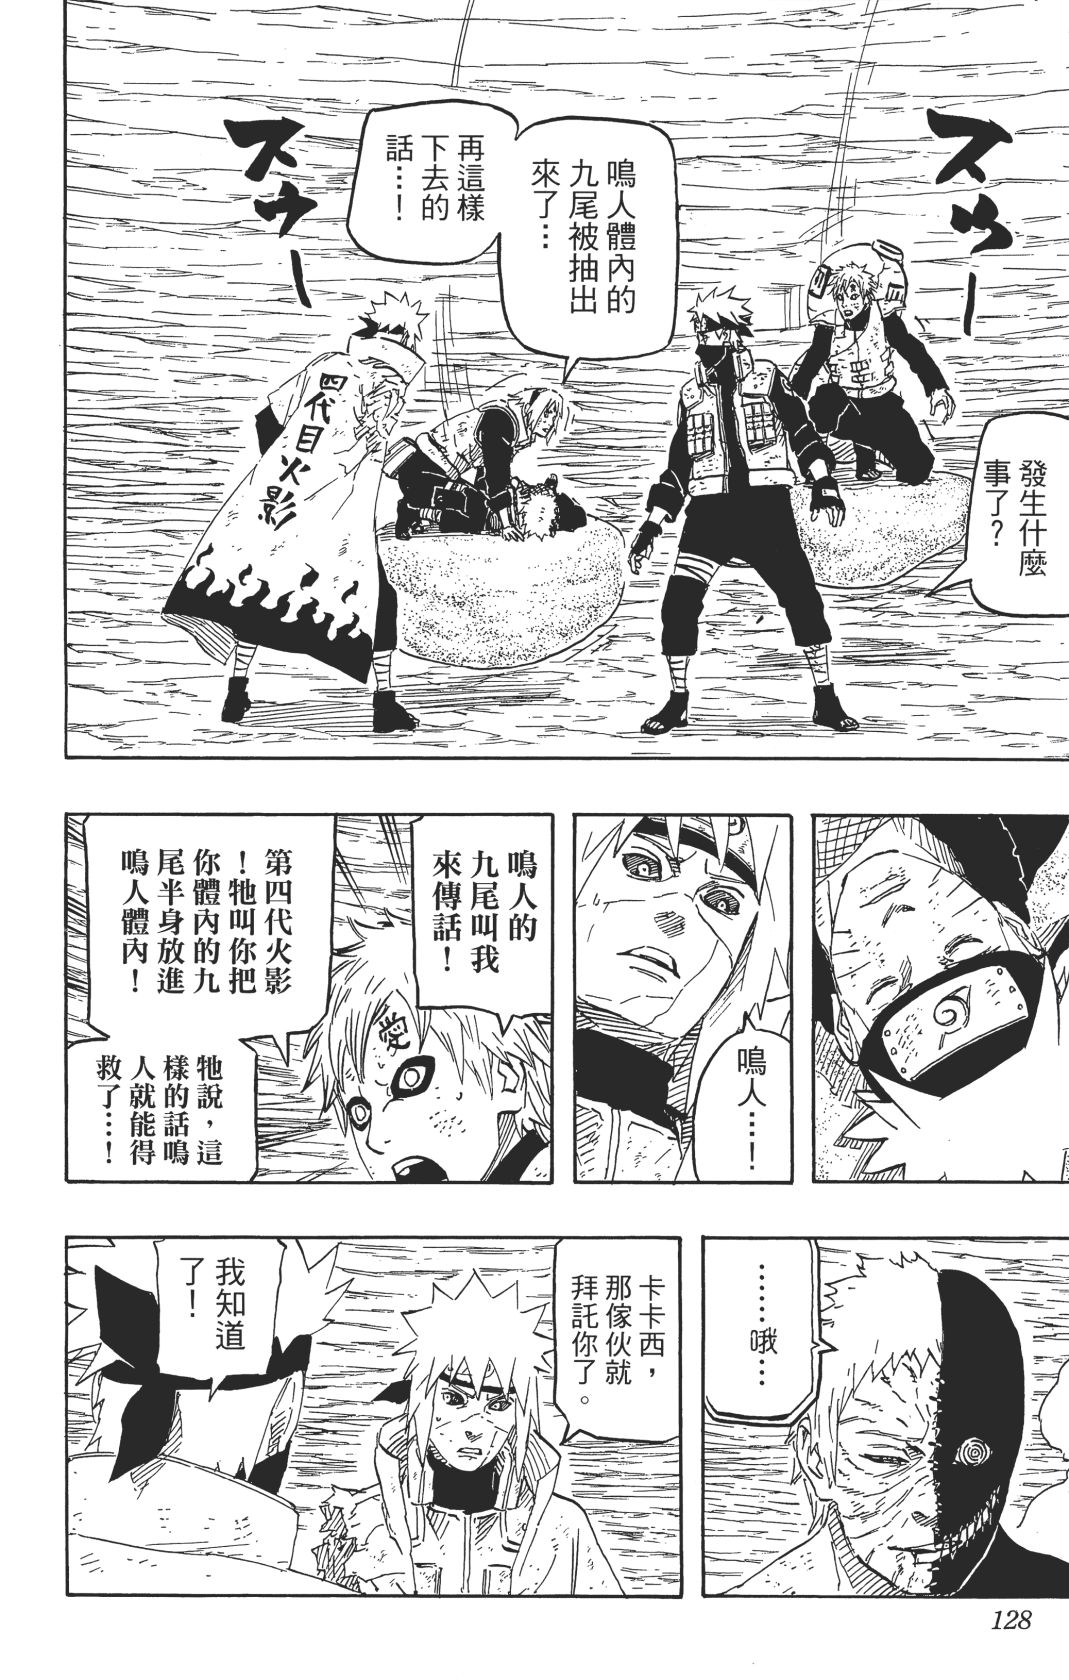 スゥー
發生什麼
事了？
鳴人體內的
九尾被抽出
來了…
再這樣
下去的
話…！
スゥー
四代目火影
鳴人…！
鳴人的
九尾叫我
來傳話！
愛
第四代火影
！牠叫你把
你體內的九
尾半身放進
鳴人體內！
牠說，這
樣的話鳴
人就能得
救了…！
……哦…
卡卡西，
那傢伙就
拜託你了。
我知道
了！
128